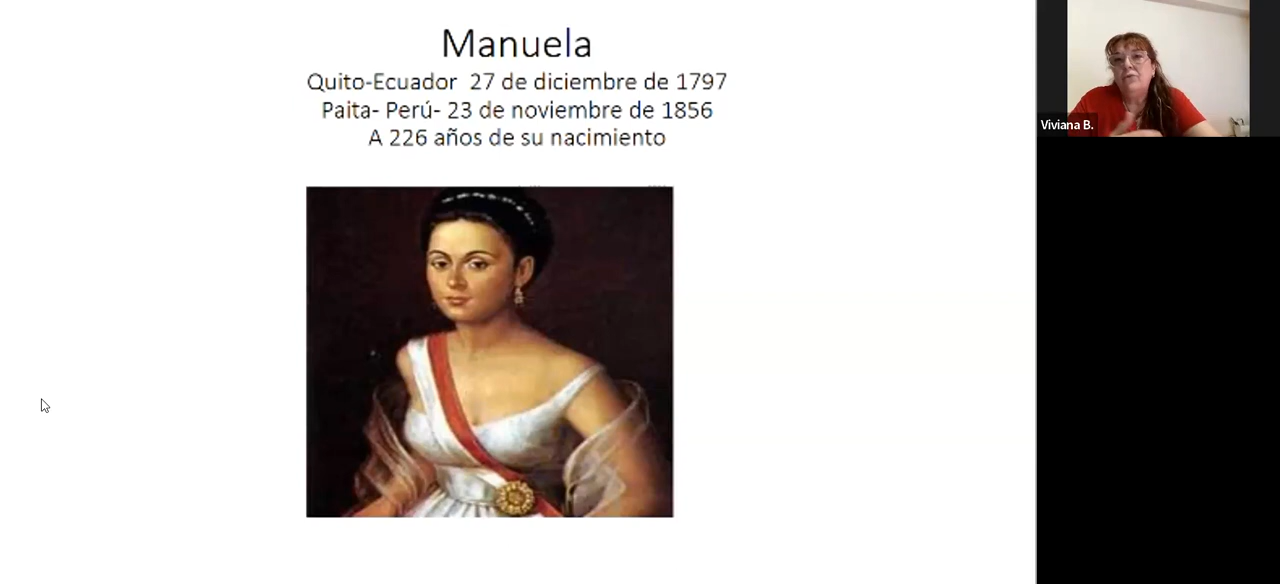 Manuela
Quito-Ecuador 27 de diciembre de 1797
Paita- Perú- 23 de noviembre de 1856
A 226 años de su nacimiento
Viviana B.